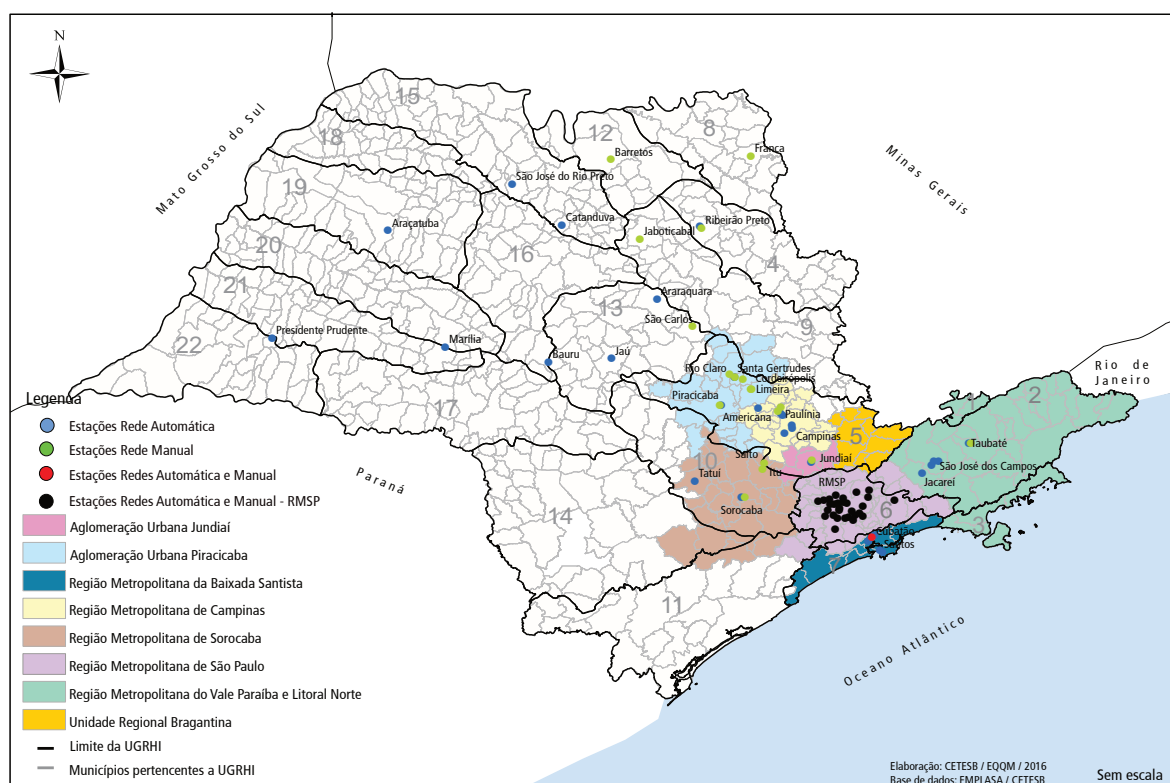 N
Mato Grosso do Sul
Minas Gerais
Rio de
Janeiro
Paraná
Oceano Atlântico
15
18
12
8
19
20
16
4
21
13
9
22
17
2
1
5
10
14
6
3
11
Barretos
Franca
São José do Rio Preto
Catanduva
Ribeirão Preto
Jaboticabal
Araçatuba
Araraquara
São Carlos
Presidente Prudente
Marília
Bauru
Jaú
Rio Claro
Santa Gertrudes
Cordeirópolis
Limeira
Piracicaba
Americana
Paulínia
Campinas
Taubaté
São José dos Campos
Jacareí
Jundiaí
Salto
Itu
Tatuí
RMSP
Sorocaba
Cubatão
Santos
Legenda
Estações Rede Automática
Estações Rede Manual
Estações Redes Automática e Manual
Estações Redes Automática e Manual - RMSP
Aglomeração Urbana Jundiaí
Aglomeração Urbana Piracicaba
Região Metropolitana da Baixada Santista
Região Metropolitana de Campinas
Região Metropolitana de Sorocaba
Região Metropolitana de São Paulo
Região Metropolitana do Vale Paraíba e Litoral Norte
Unidade Regional Bragantina
Limite da UGRHI
Municípios pertencentes a UGRHI
Elaboração: CETESB / EQQM / 2016
Base de dados: EMPLASA / CETESB
Sem escala